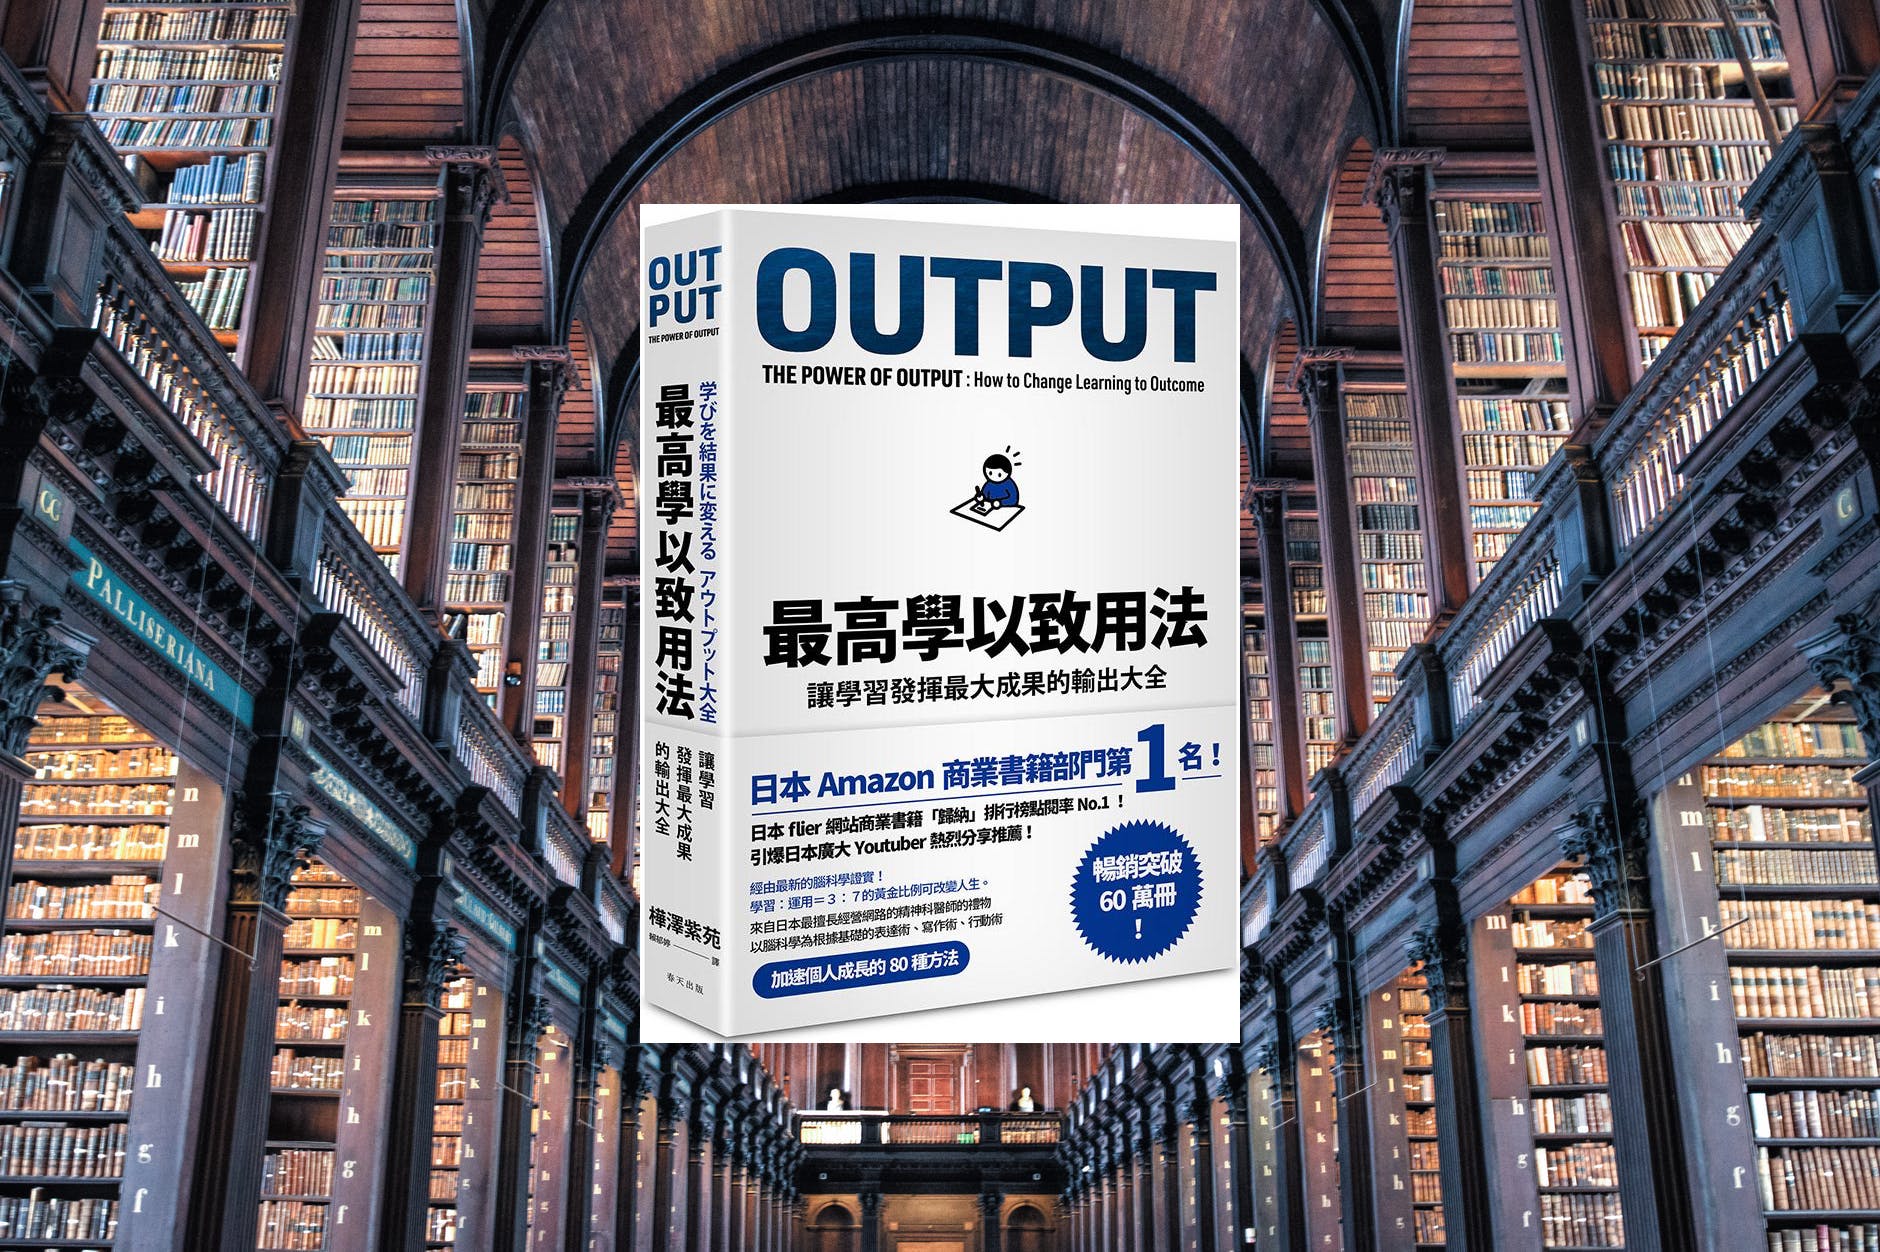 OUTPUT
THE POWER OF OUTPUT : How to Change Learning to Outcome
最高學以致用法
讓學習發揮最大成果的輸出大全
日本 Amazon 商業書籍部門第1名！
日本 flier 網站商業書籍「歸納」排行榜點閱率 No.1 ！
引爆日本廣大 Youtuber 熱烈分享推薦！
經由最新的腦科學證實！
學習：運用＝3：7的黃金比例可改變人生。
來自日本最擅長經營網路的精神科醫師的禮物
以腦科學為根據基礎的表達術、寫作術、行動術
加速個人成長的 80 種方法
暢銷突破
60 萬冊
！
OUT
PUT
THE POWER OF OUTPUT
学びを結果に変える アウトプット大全
最高學以致用法
讓學習
發揮最大成果
的輸出大全
樺澤紫苑
賴郁婷 譯
春天出版
PALLISERIANA
GG
G
n
m
l
k
i
h
g
f
m
l
k
i
h
g
f
n
m
l
k
i
h
g
f
m
l
k
i
h
g
f